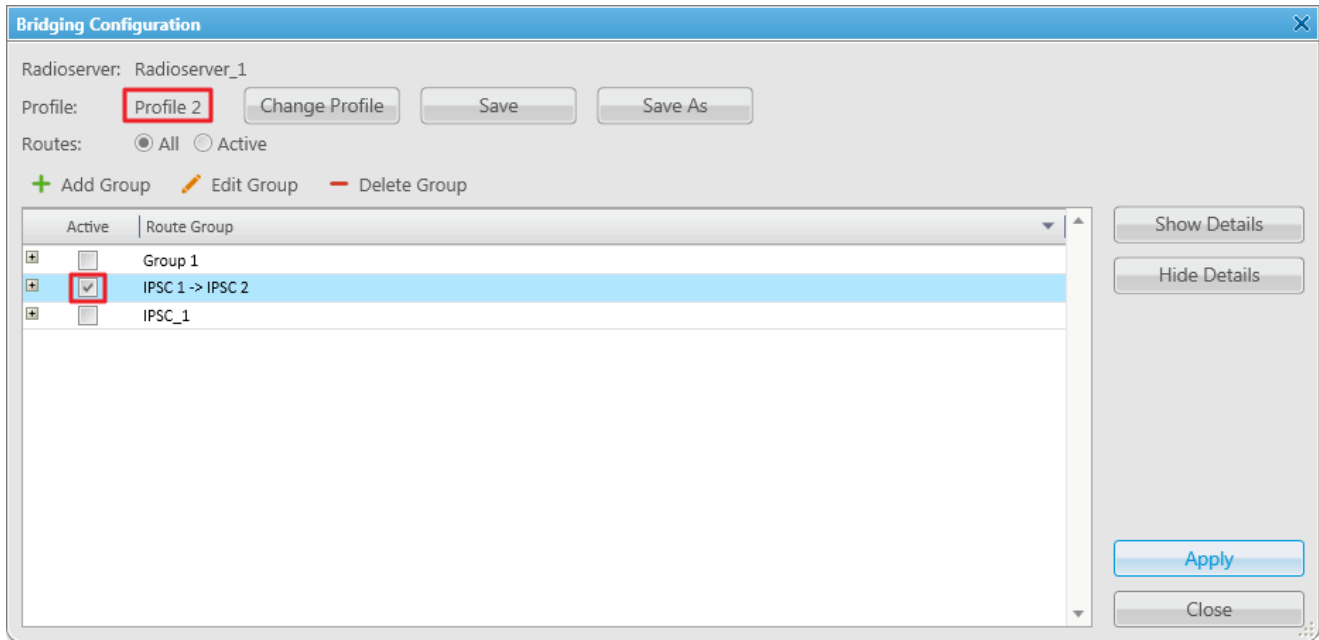 Bridging Configuration
Radioserver: Radioserver_1
Profile: Profile 2 Change Profile Save Save As
Routes: All Active
Add Group Edit Group Delete Group
Active Route Group
Group 1
IPSC 1 -> IPSC 2
IPSC_1
Show Details
Hide Details
Apply
Close